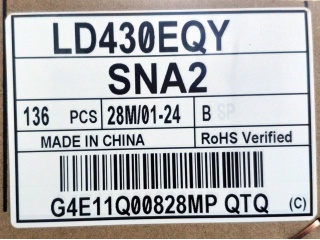 LD430EQY
SNA2
136 PCS 28M/01-24 B SP
MADE IN CHINA RoHS Verified
G4E11Q00828MP QTQ (C)